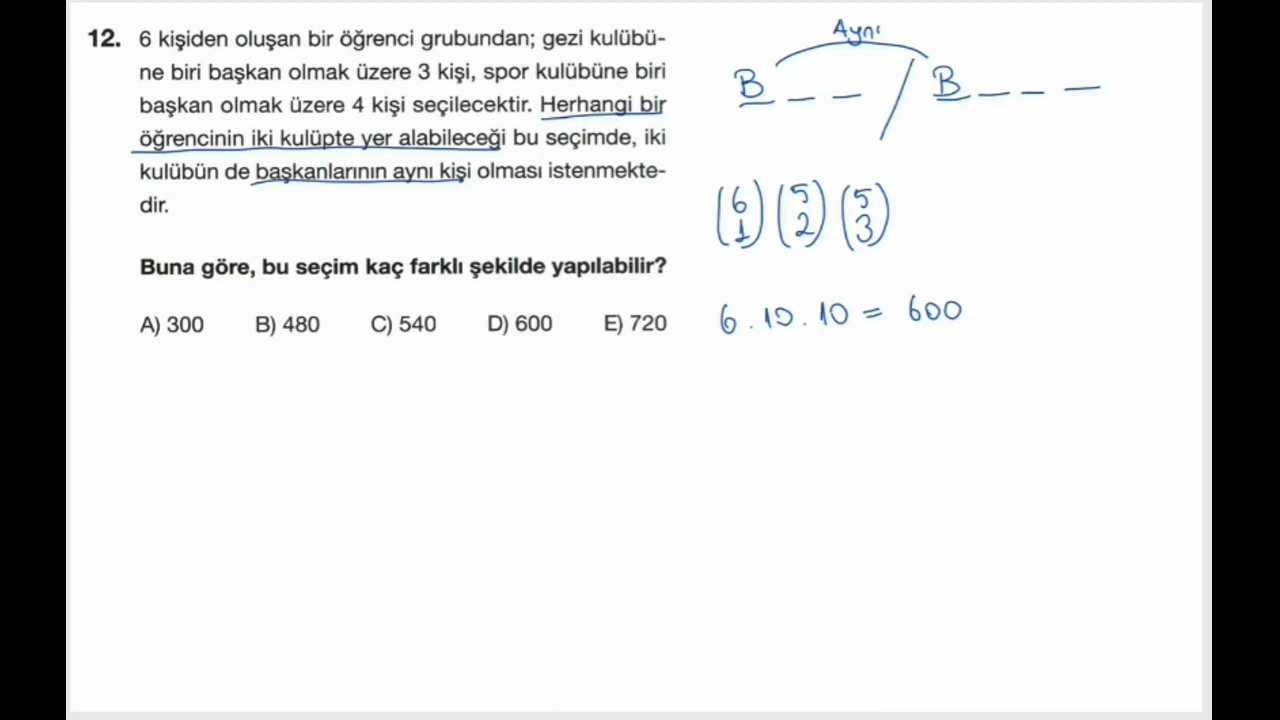 12. 6 kişiden oluşan bir öğrenci grubundan; gezi kulübü-
ne biri başkan olmak üzere 3 kişi, spor kulübüne biri
başkan olmak üzere 4 kişi seçilecektir. Herhangi bir
öğrencinin iki kulüpte yer alabileceği bu seçimde, iki
kulübün de başkanlarının aynı kişi olması istenmekte-
dir.
Buna göre, bu seçim kaç farklı şekilde yapılabilir?
A) 300 B) 480 C) 540 D) 600 E) 720
Aynı
B _ _ / B _ _ _
(6 1) (5 2) (5 3)
6 . 10 . 10 = 600